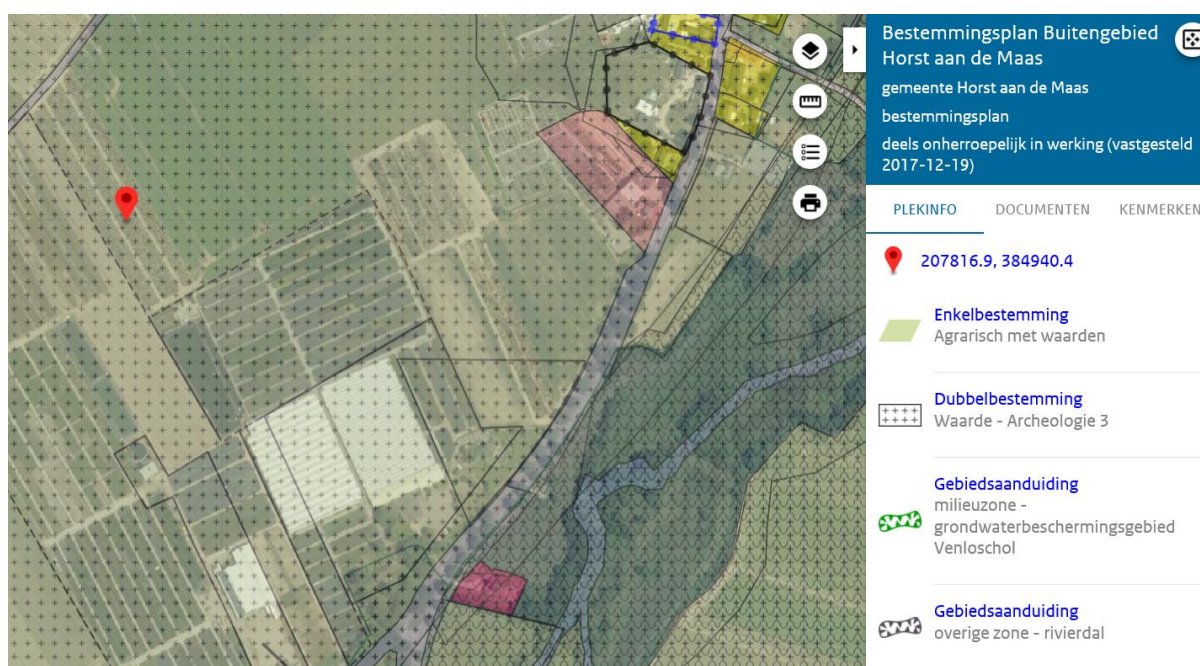 Bestemmingsplan Buitengebied
Horst aan de Maas
gemeente Horst aan de Maas
bestemmingsplan
deels onherroepelijk in werking (vastgesteld
2017-12-19)
PLEKINFO DOCUMENTEN KENMERKEN
207816.9, 384940.4
Enkelbestemming
Agrarisch met waarden
Dubbelbestemming
Waarde - Archeologie 3
Gebiedsaanduiding
milieuzone -
grondwaterbeschermingsgebied
Venloschol
Gebiedsaanduiding
overige zone - rivierdal